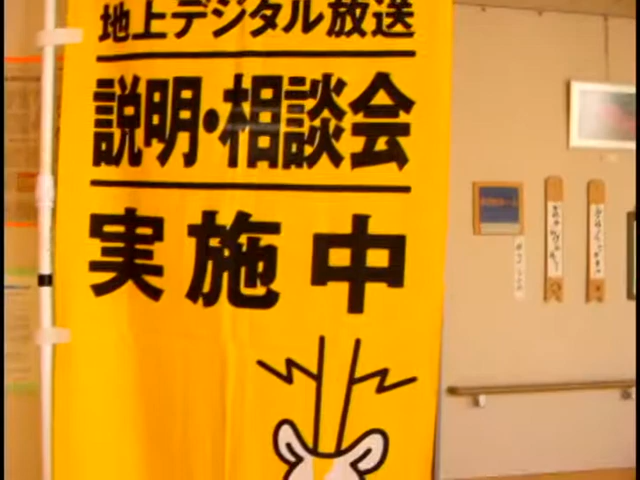 地上デジタル放送
説明・相談会
実施中